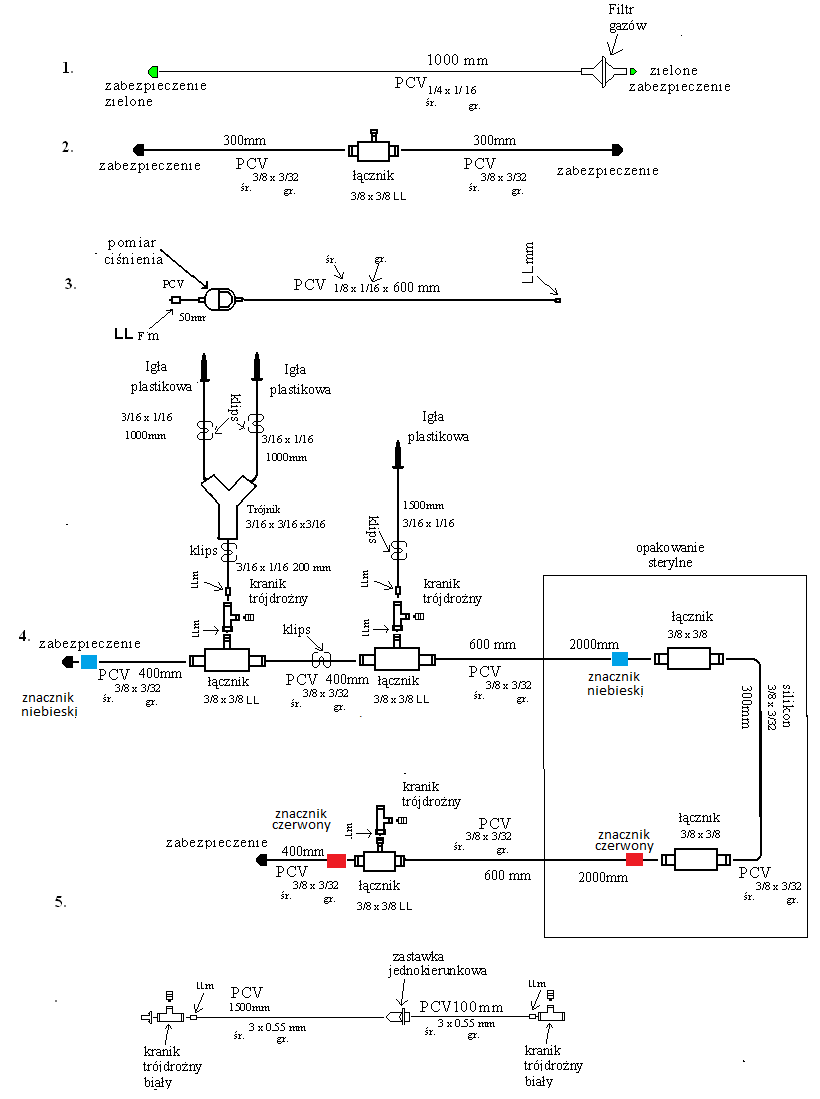 Filtr
gazów
1.
1000 mm
zabezpieczenie
zielone
PCV 1/4 x 1/16
śr. gr.
zielone
zabezpieczenie
2.
300mm
300mm
zabezpieczenie
PCV
3/8 x 3/32
śr. gr.
łącznik
3/8 x 3/8 LL
PCV
3/8 x 3/32
śr. gr.
zabezpieczenie
pomiar
ciśnienia
3.
PCV
50mm
LL Fm
śr. gr.
PCV 1/8 x 1/16 x 600 mm
LLmm
Igła
plastikowa
Igła
plastikowa
3/16 x 1/16
1000mm
klips
3/16 x 1/16
1000mm
Trójnik
3/16 x 3/16 x3/16
klips
3/16 x 1/16 200 mm
LLm
kranik
trójdrożny
LLm
Igła
plastikowa
1500mm
3/16 x 1/16
klips
LLm
kranik
trójdrożny
LLm
opakowanie
sterylne
4.
zabezpieczenie
znacznik
niebieski
PCV 400mm
3/8 x 3/32
śr. gr.
łącznik
3/8 x 3/8 LL
klips
PCV 400mm
3/8 x 3/32
śr. gr.
łącznik
3/8 x 3/8 LL
600 mm
PCV
3/8 x 3/32
śr. gr.
2000mm
znacznik
niebieski
łącznik
3/8 x 3/8
silikon
3/8 x 3/32
300mm
kranik
trójdrożny
LLm
znacznik
czerwony
zabezpieczenie
400mm
PCV
3/8 x 3/32
śr. gr.
łącznik
3/8 x 3/8 LL
PCV
3/8 x 3/32
śr. gr.
600 mm
znacznik
czerwony
2000mm
łącznik
3/8 x 3/8
PCV
3/8 x 3/32
śr. gr.
5.
zastawka
jednokierunkowa
LLm
PCV
1500mm
3 x 0.55 mm
śr. gr.
kranik
trójdrożny
biały
PCV100mm
3 x 0.55 mm
śr. gr.
LLm
kranik
trójdrożny
biały